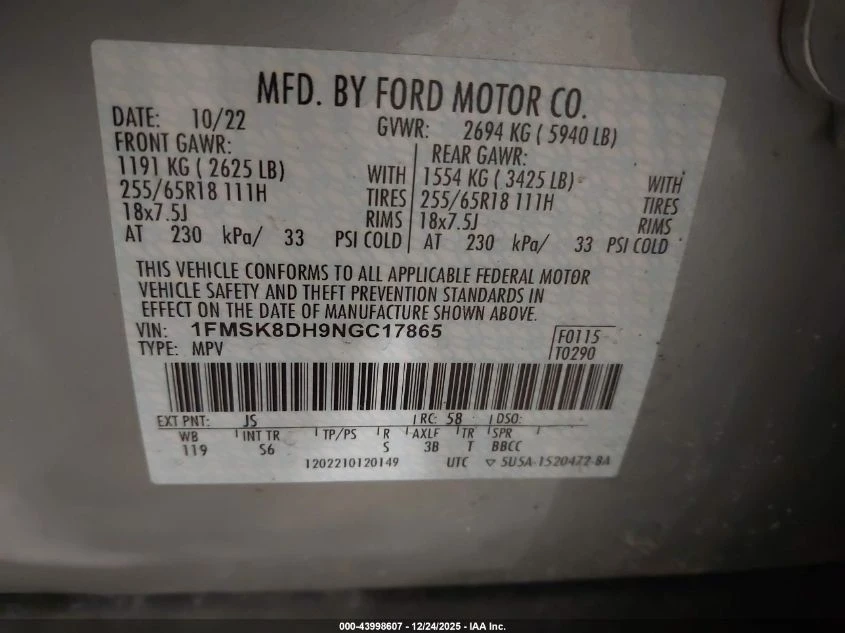 MFD. BY FORD MOTOR CO.
DATE: 10/22 GVWR: 2694 KG ( 5940 LB)
FRONT GAWR: REAR GAWR:
1191 KG ( 2625 LB) WITH 1554 KG ( 3425 LB) WITH
255/65R18 111H TIRES 255/65R18 111H TIRES
18x7.5J RIMS 18x7.5J RIMS
AT 230 kPa/ 33 PSI COLD AT 230 kPa/ 33 PSI COLD
THIS VEHICLE CONFORMS TO ALL APPLICABLE FEDERAL MOTOR
VEHICLE SAFETY AND THEFT PREVENTION STANDARDS IN
EFFECT ON THE DATE OF MANUFACTURE SHOWN ABOVE.
VIN: 1FMSK8DH9NGC17865 F0115
TYPE: MPV T0290
EXT PNT: JS RC: 58 DSO:
WB INT TR TP/PS R AXLE TR SPR
119 S6 S 3B T BBCC
1202210120149 UTC ▽ 5U5A-1520472-BA
000-43998607 - 12/24/2025 - IAA Inc.